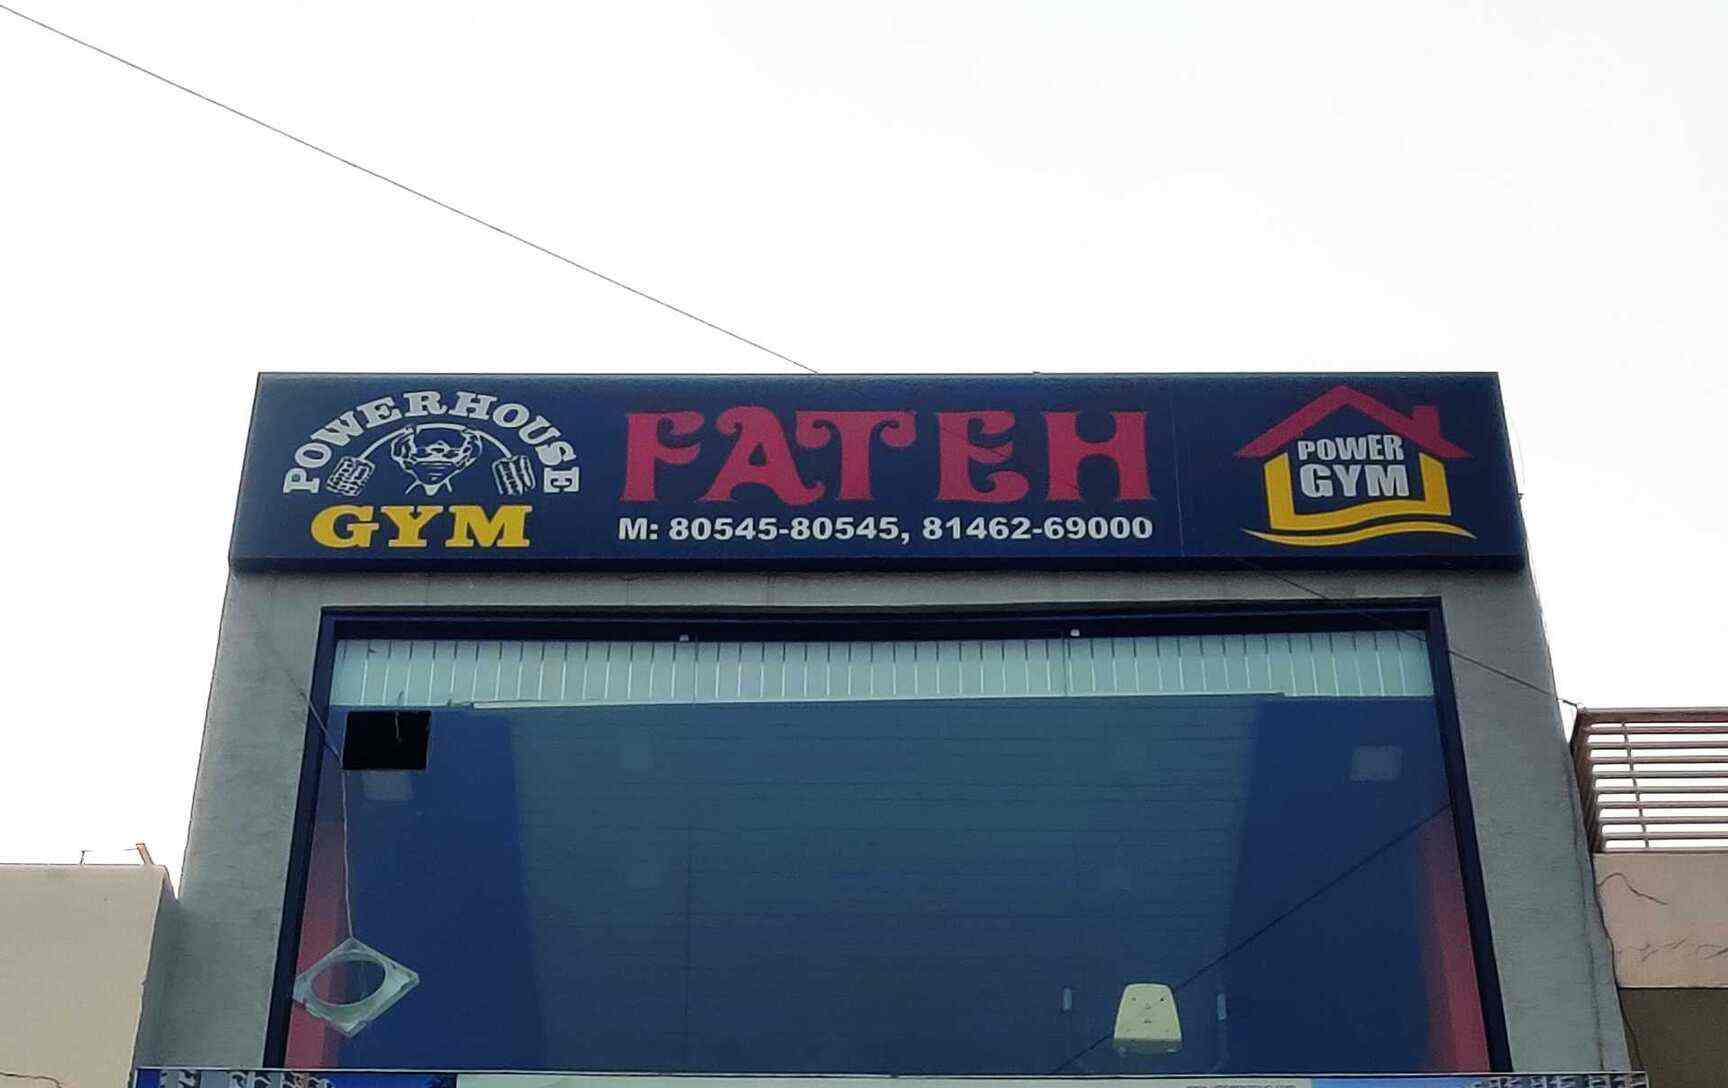 POWERHOUSE
GYM
FATEH
M: 80545-80545, 81462-69000
POWER
GYM